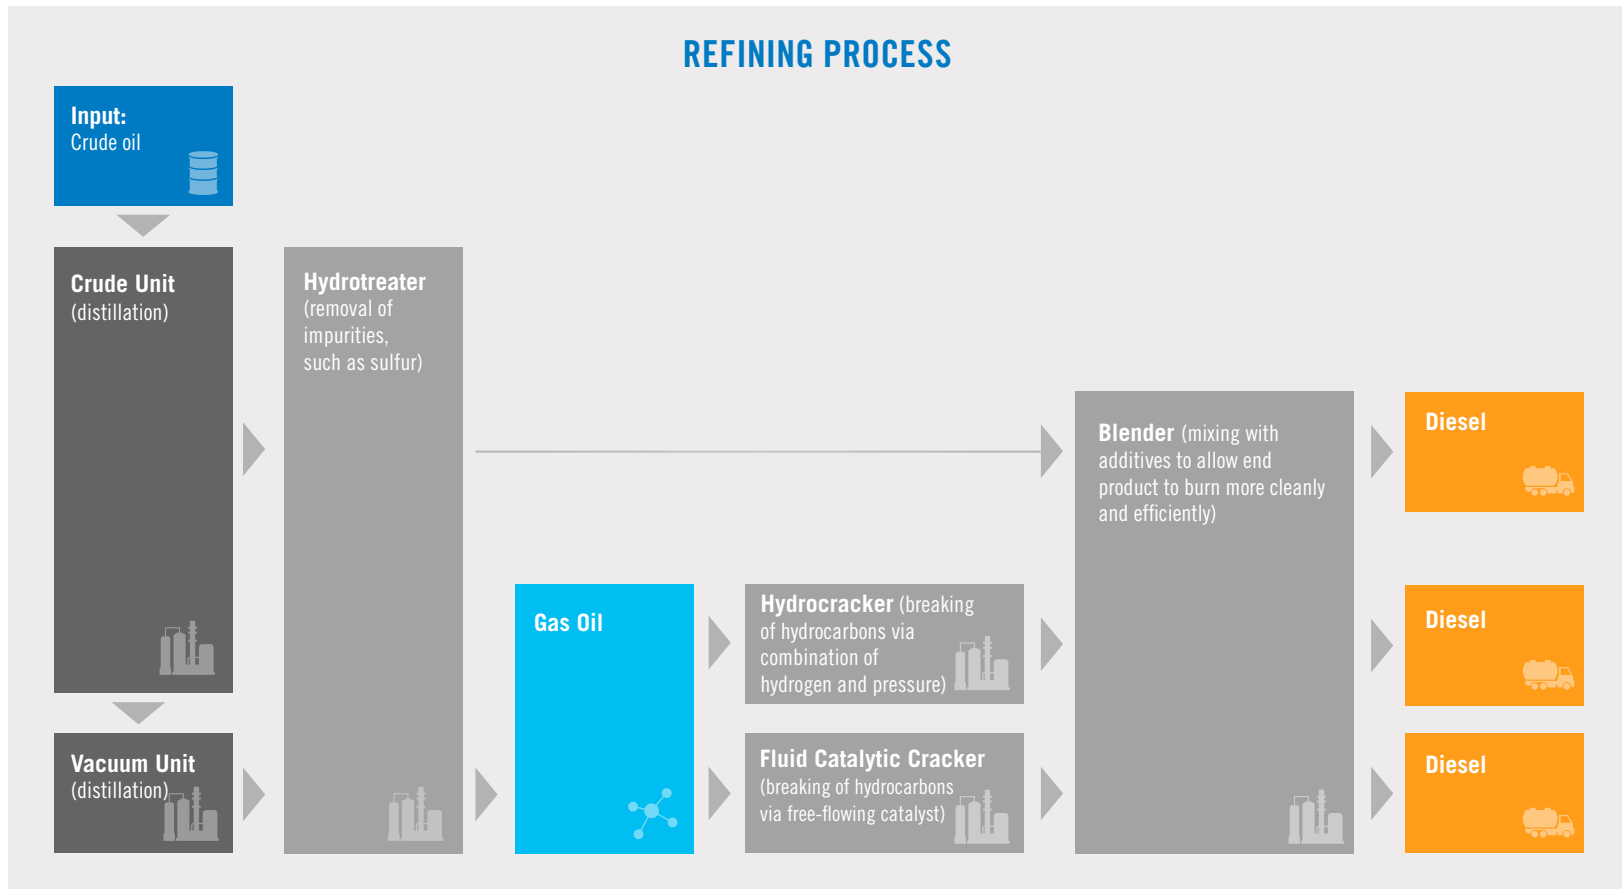 REFINING PROCESS
Input:
Crude oil
Crude Unit
(distillation)
Vacuum Unit
(distillation)
Hydrotreater
(removal of
impurities,
such as sulfur)
Gas Oil
Hydrocracker (breaking
of hydrocarbons via
combination of
hydrogen and pressure)
Fluid Catalytic Cracker
(breaking of hydrocarbons
via free-flowing catalyst)
Blender (mixing with
additives to allow end
product to burn more cleanly
and efficiently)
Diesel
Diesel
Diesel